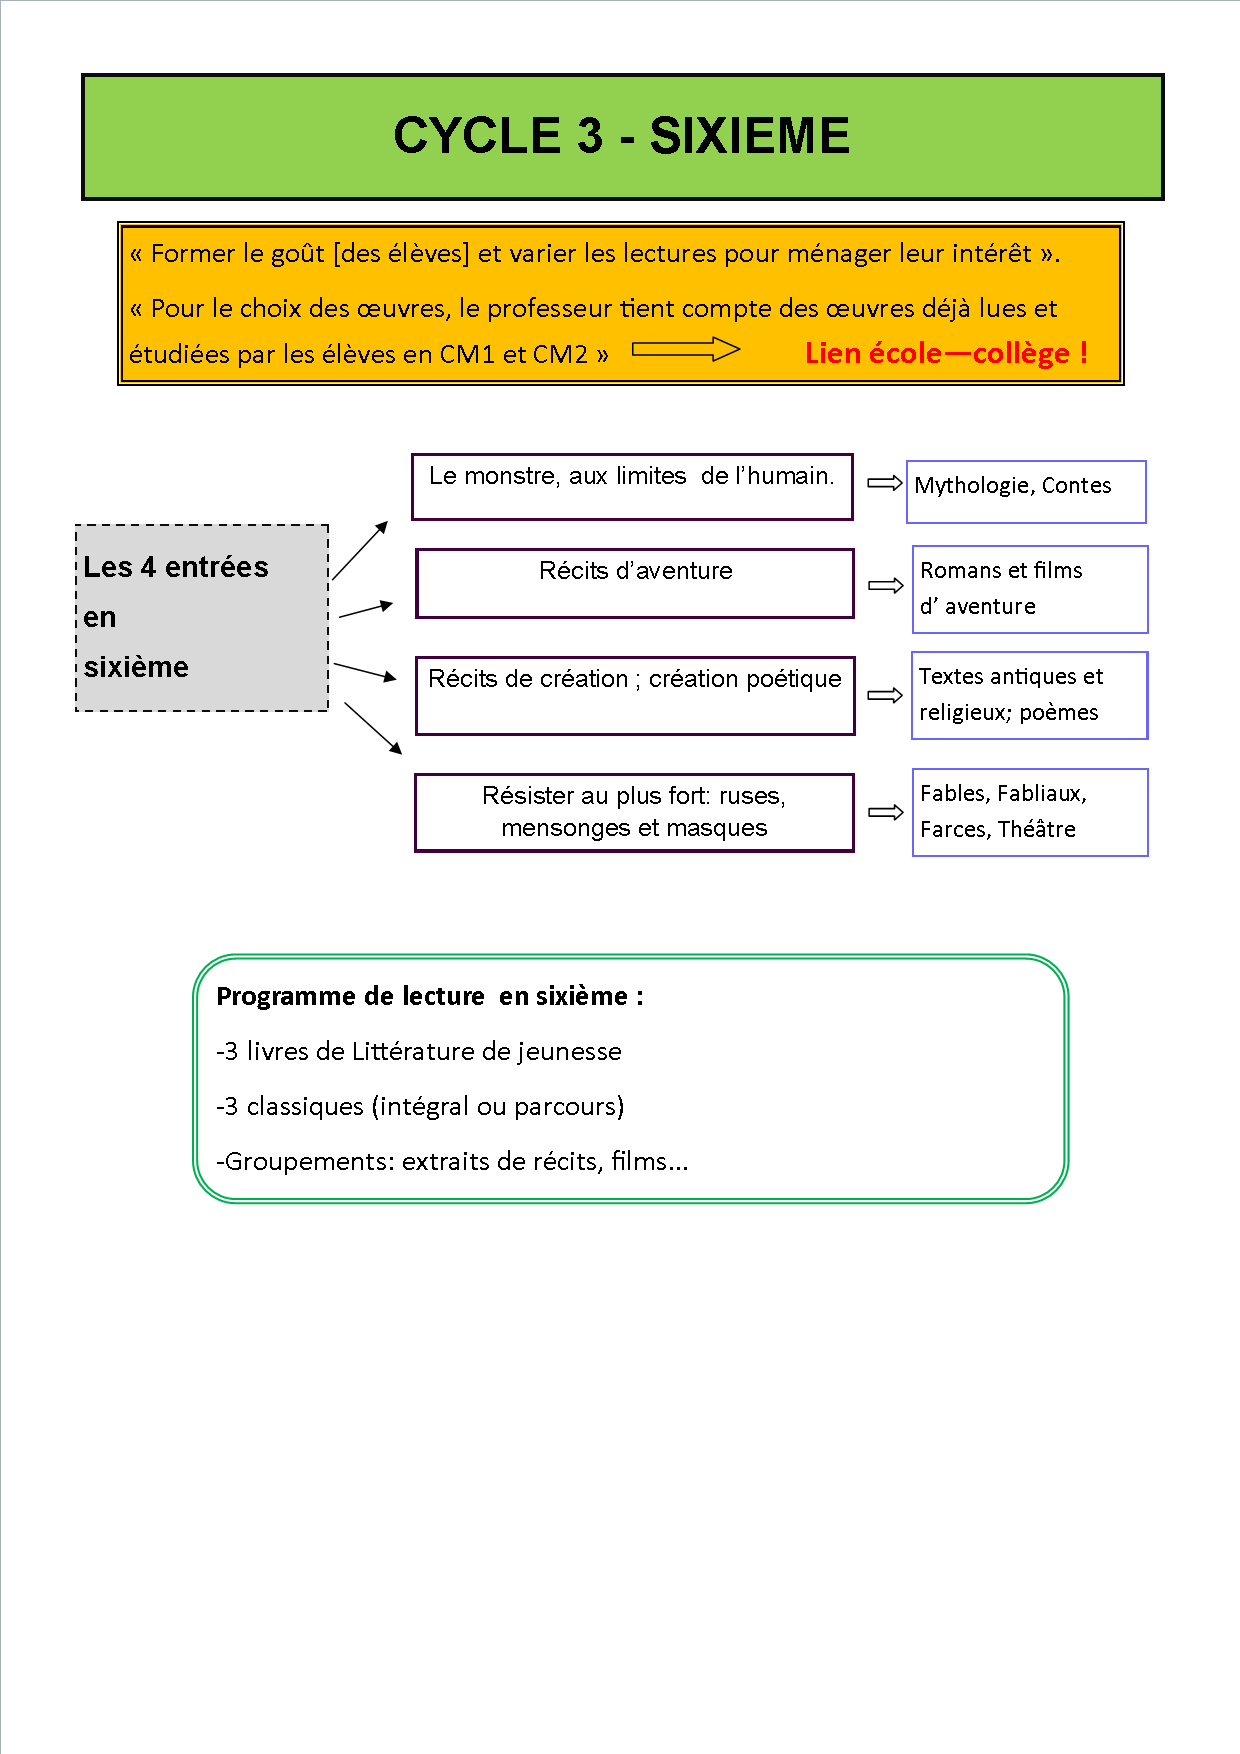 CYCLE 3 - SIXIEME
« Former le goût [des élèves] et varier les lectures pour ménager leur intérêt ».
« Pour le choix des œuvres, le professeur tient compte des œuvres déjà lues et
étudiées par les élèves en CM1 et CM2 » Lien école—collège !
Les 4 entrées
en
sixième
Le monstre, aux limites de l’humain.
Mythologie, Contes
Récits d’aventure
Romans et films
d’ aventure
Récits de création ; création poétique
Textes antiques et
religieux; poèmes
Résister au plus fort: ruses,
mensonges et masques
Fables, Fabliaux,
Farces, Théâtre
Programme de lecture en sixième :
-3 livres de Littérature de jeunesse
-3 classiques (intégral ou parcours)
-Groupements: extraits de récits, films...